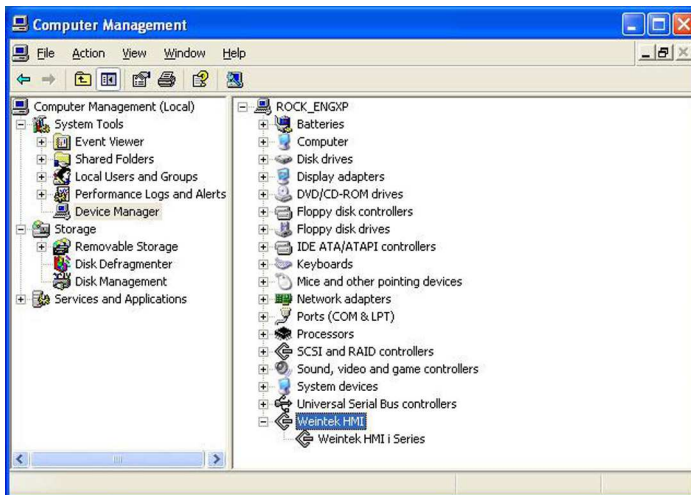 Computer Management
File Action View Window Help
Computer Management (Local)
System Tools
Event Viewer
Shared Folders
Local Users and Groups
Performance Logs and Alerts
Device Manager
Storage
Removable Storage
Disk Defragmenter
Disk Management
Services and Applications
ROCK_ENGXP
Batteries
Computer
Disk drives
Display adapters
DVD/CD-ROM drives
Floppy disk controllers
Floppy disk drives
IDE ATA/ATAPI controllers
Keyboards
Mice and other pointing devices
Network adapters
Ports (COM & LPT)
Processors
SCSI and RAID controllers
Sound, video and game controllers
System devices
Universal Serial Bus controllers
Weintek HMI
Weintek HMI i Series